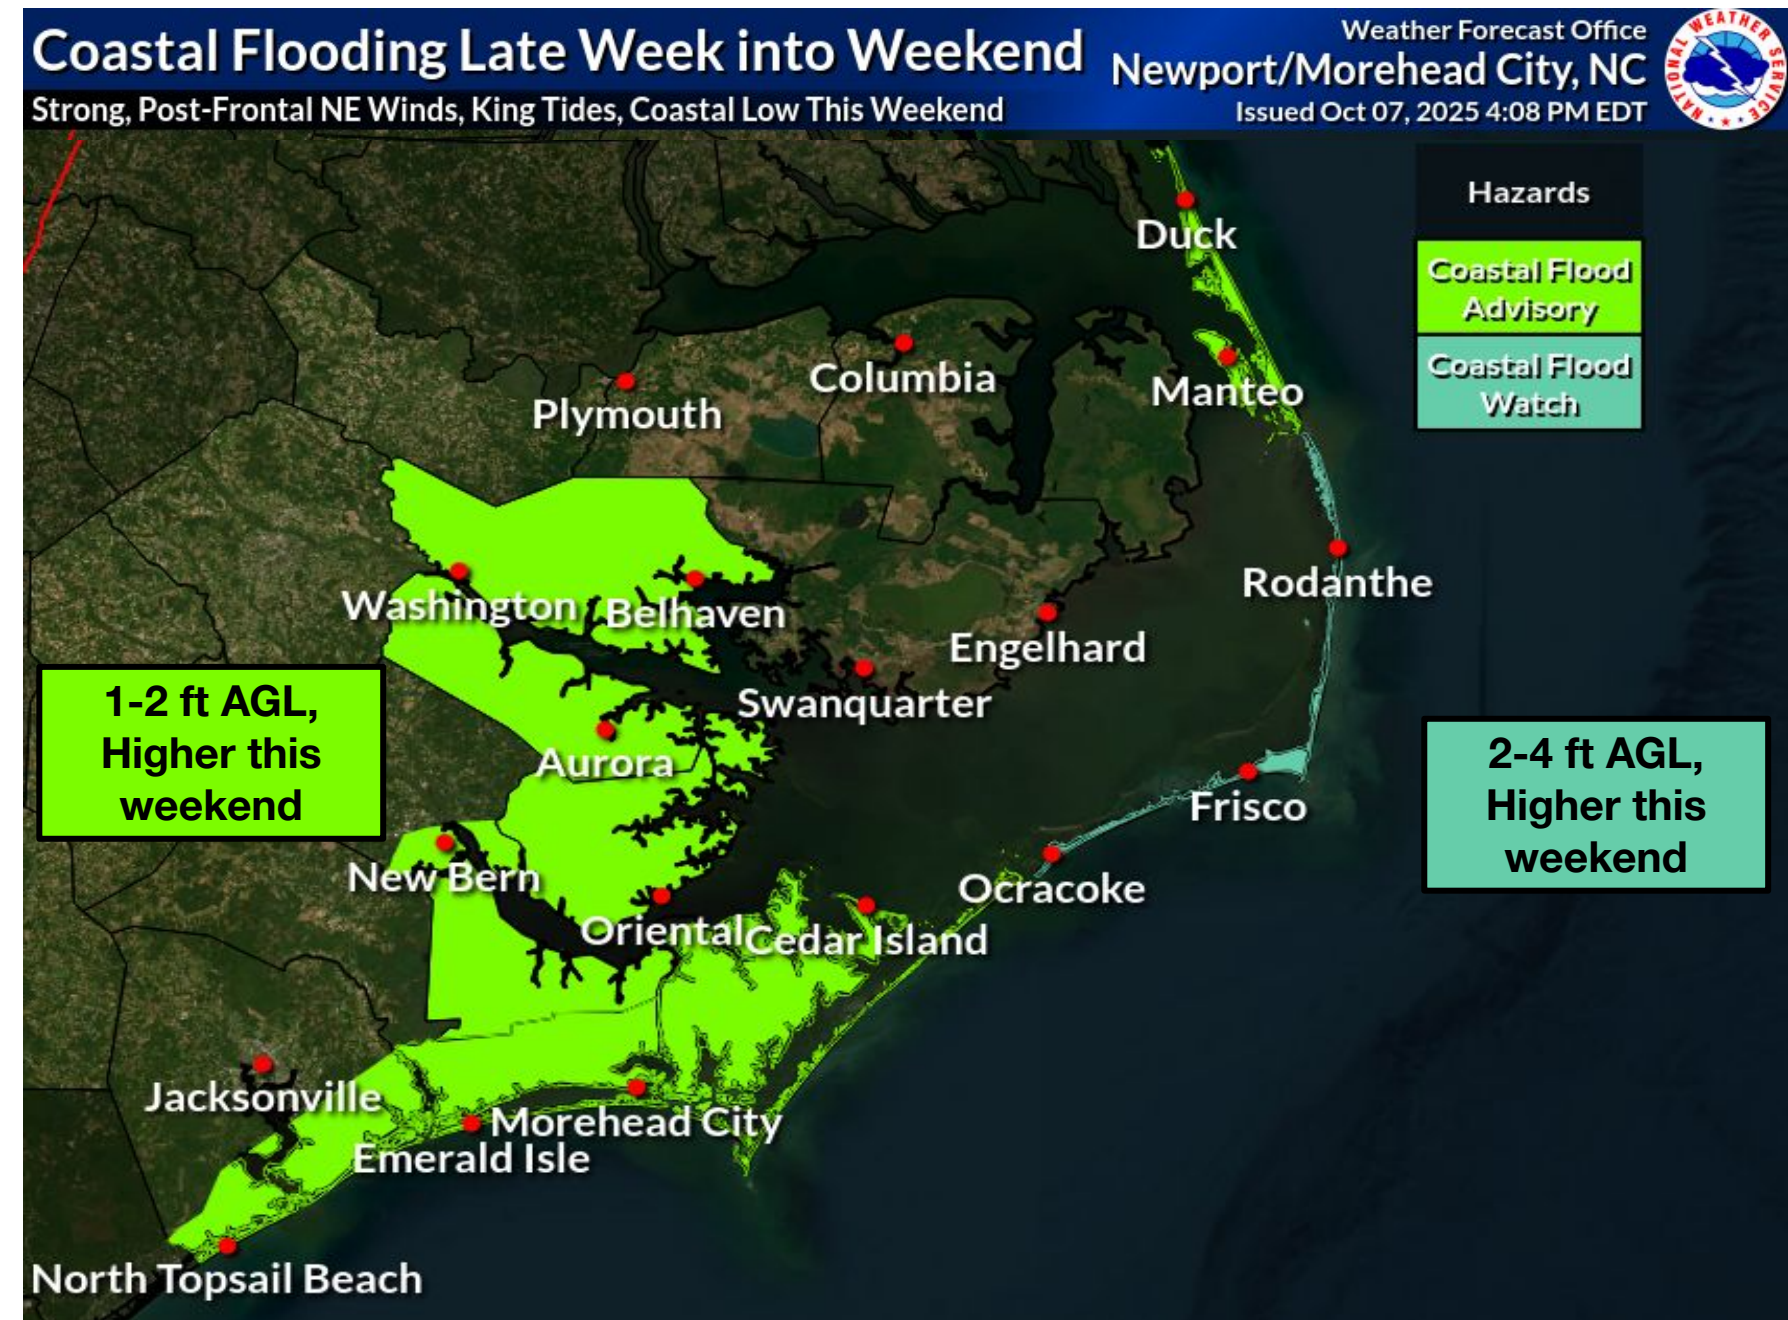 Coastal Flooding Late Week into Weekend
Strong, Post-Frontal NE Winds, King Tides, Coastal Low This Weekend
Weather Forecast Office
Newport/Morehead City, NC
Issued Oct 07, 2025 4:08 PM EDT
NATIONAL WEATHER SERVICE
Hazards
Coastal Flood
Advisory
Coastal Flood
Watch
Duck
Columbia
Manteo
Plymouth
Rodanthe
Washington
Belhaven
Engelhard
Swanquarter
1-2 ft AGL,
Higher this
weekend
Aurora
2-4 ft AGL,
Higher this
weekend
Frisco
New Bern
Ocracoke
Oriental
Cedar Island
Jacksonville
Morehead City
Emerald Isle
North Topsail Beach